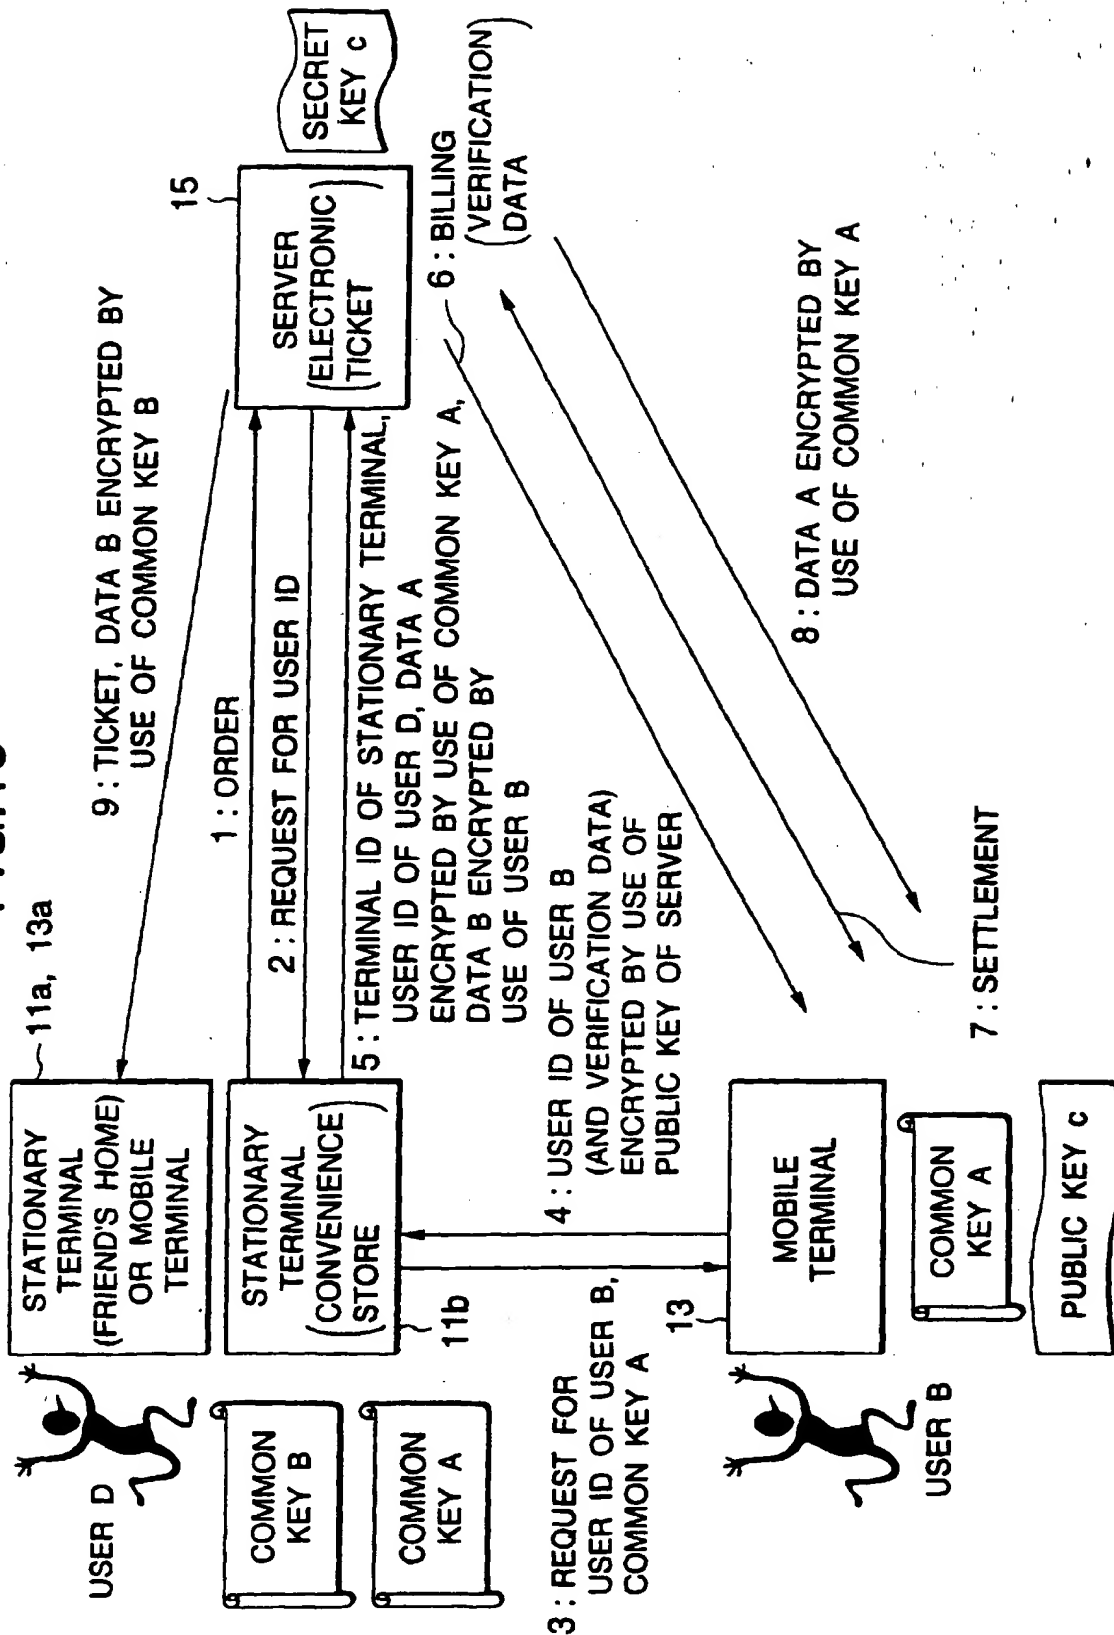 9 : TICKET, DATA B ENCRYPTED BY
USE OF COMMON KEY B
11a, 13a
STATIONARY
TERMINAL
(FRIEND'S HOME)
OR MOBILE
TERMINAL
USER D
15
SERVER
(ELECTRONIC
TICKET)
SECRET
KEY c
1 : ORDER
2 : REQUEST FOR USER ID
5 : TERMINAL ID OF STATIONARY TERMINAL,
USER ID OF USER D, DATA A
ENCRYPTED BY USE OF COMMON KEY A,
DATA B ENCRYPTED BY
USE OF USER B
STATIONARY
TERMINAL
(CONVENIENCE
STORE)
11b
COMMON
KEY B
COMMON
KEY A
6 : BILLING
(VERIFICATION
DATA)
3 : REQUEST FOR
USER ID OF USER B,
COMMON KEY A
4 : USER ID OF USER B
(AND VERIFICATION DATA)
ENCRYPTED BY USE OF
PUBLIC KEY OF SERVER
8 : DATA A ENCRYPTED BY
USE OF COMMON KEY A
7 : SETTLEMENT
13
MOBILE
TERMINAL
USER B
COMMON
KEY A
PUBLIC KEY c